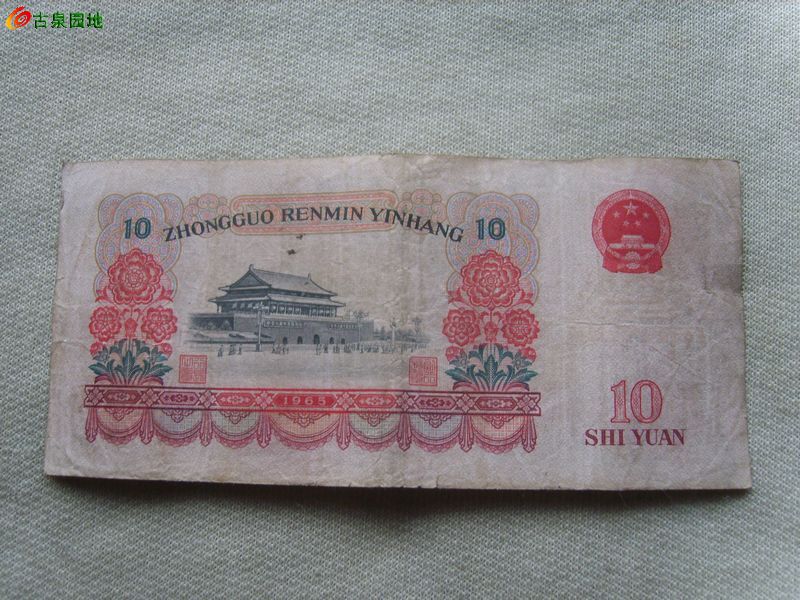 古泉园地
10 ZHONGGUO RENMIN YINHANG 10
1965
10
SHI YUAN